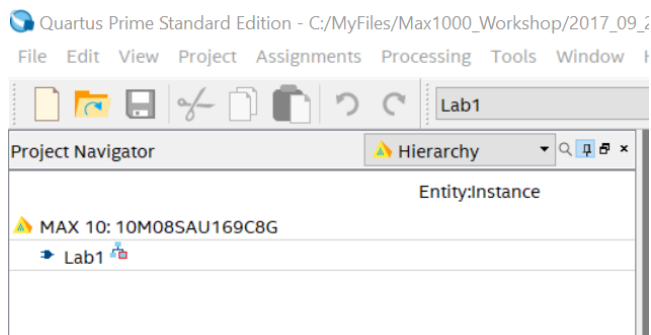 Quartus Prime Standard Edition - C:/MyFiles/Max1000_Workshop/2017_09_2
File Edit View Project Assignments Processing Tools Window
Lab1
Project Navigator Hierarchy
Entity:Instance
MAX 10: 10M08SAU169C8G
Lab1